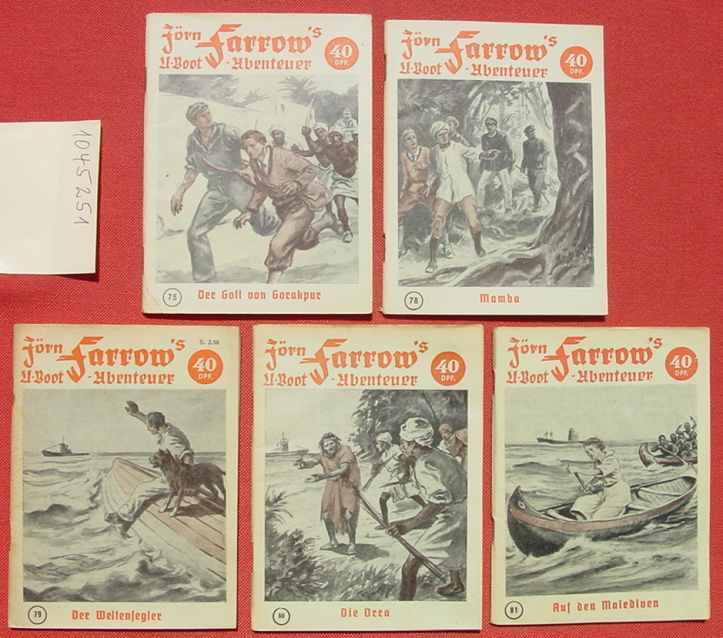 1045251
Jörn Farrow's
U-Boot-Abenteuer
40
DPF.
75
Der Gott von Gorakpur
Jörn Farrow's
U-Boot-Abenteuer
40
DPF.
78
Mamba
Jörn Farrow's
U-Boot-Abenteuer
40
DPF.
79
Der Weltensegler
Jörn Farrow's
U-Boot-Abenteuer
40
DPF.
80
Die Orea
Jörn Farrow's
U-Boot-Abenteuer
40
DPF.
81
Auf den Malediven